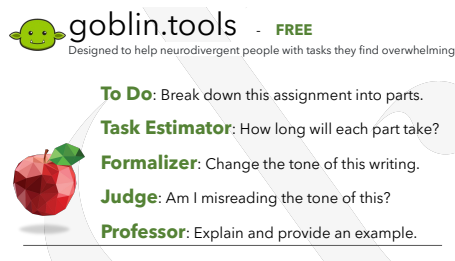 goblin.tools - FREE
Designed to help neurodivergent people with tasks they find overwhelming
To Do: Break down this assignment into parts.
Task Estimator: How long will each part take?
Formalizer: Change the tone of this writing.
Judge: Am I misreading the tone of this?
Professor: Explain and provide an example.